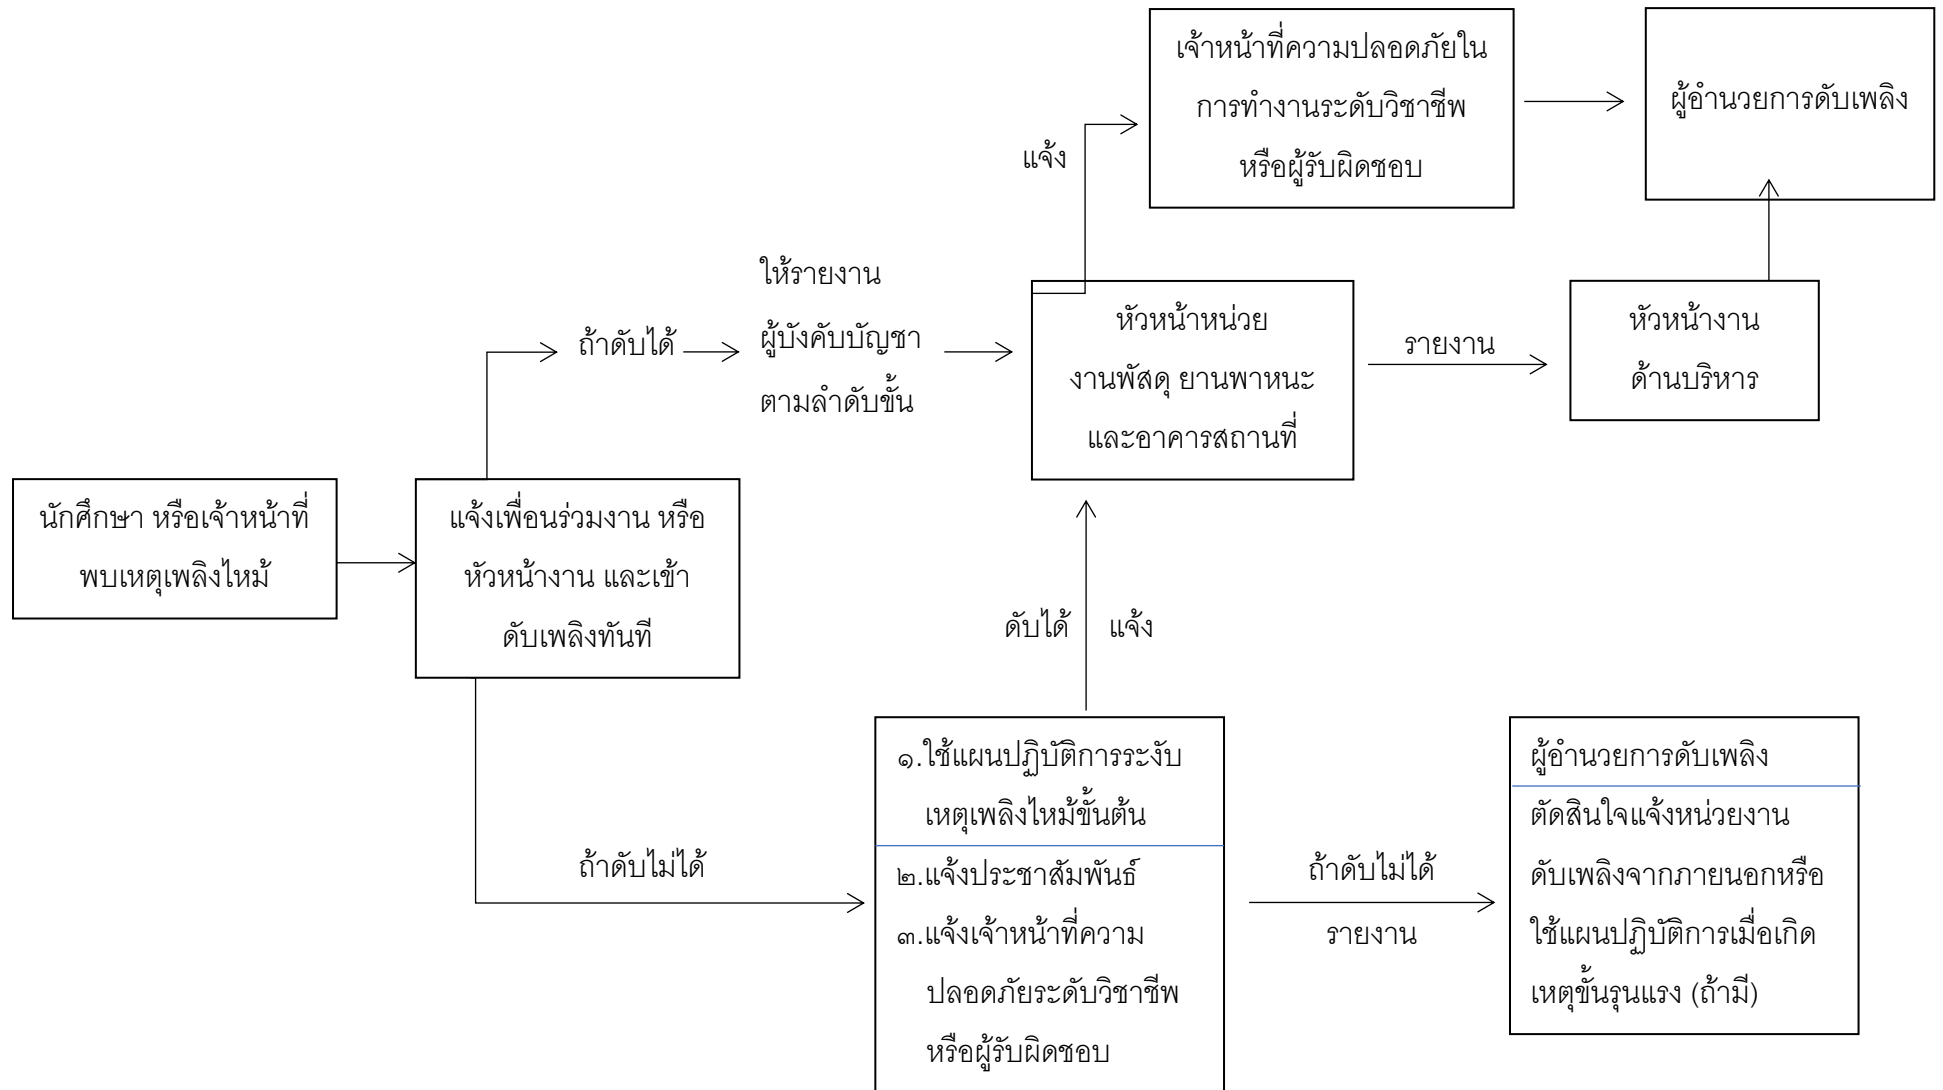 เจ้าหน้าที่ความปลอดภัยใน
การทำงานระดับวิชาชีพ
หรือผู้รับผิดชอบ
ผู้อำนวยการดับเพลิง
แจ้ง
ให้รายงาน
ผู้บังคับบัญชา
ตามลำดับขั้น
ถ้าดับได้
หัวหน้าหน่วย
งานพัสดุ ยานพาหนะ
และอาคารสถานที่
รายงาน
หัวหน้างาน
ด้านบริหาร
นักศึกษา หรือเจ้าหน้าที่
พบเหตุเพลิงไหม้
แจ้งเพื่อนร่วมงาน หรือ
หัวหน้างาน และเข้า
ดับเพลิงทันที
ดับได้
แจ้ง
ถ้าดับไม่ได้
๑.ใช้แผนปฏิบัติการระงับ
เหตุเพลิงไหม้ขั้นต้น
๒.แจ้งประชาสัมพันธ์
๓.แจ้งเจ้าหน้าที่ความ
ปลอดภัยระดับวิชาชีพ
หรือผู้รับผิดชอบ
ถ้าดับไม่ได้
รายงาน
ผู้อำนวยการดับเพลิง
ตัดสินใจแจ้งหน่วยงาน
ดับเพลิงจากภายนอกหรือ
ใช้แผนปฏิบัติการเมื่อเกิด
เหตุขั้นรุนแรง (ถ้ามี)